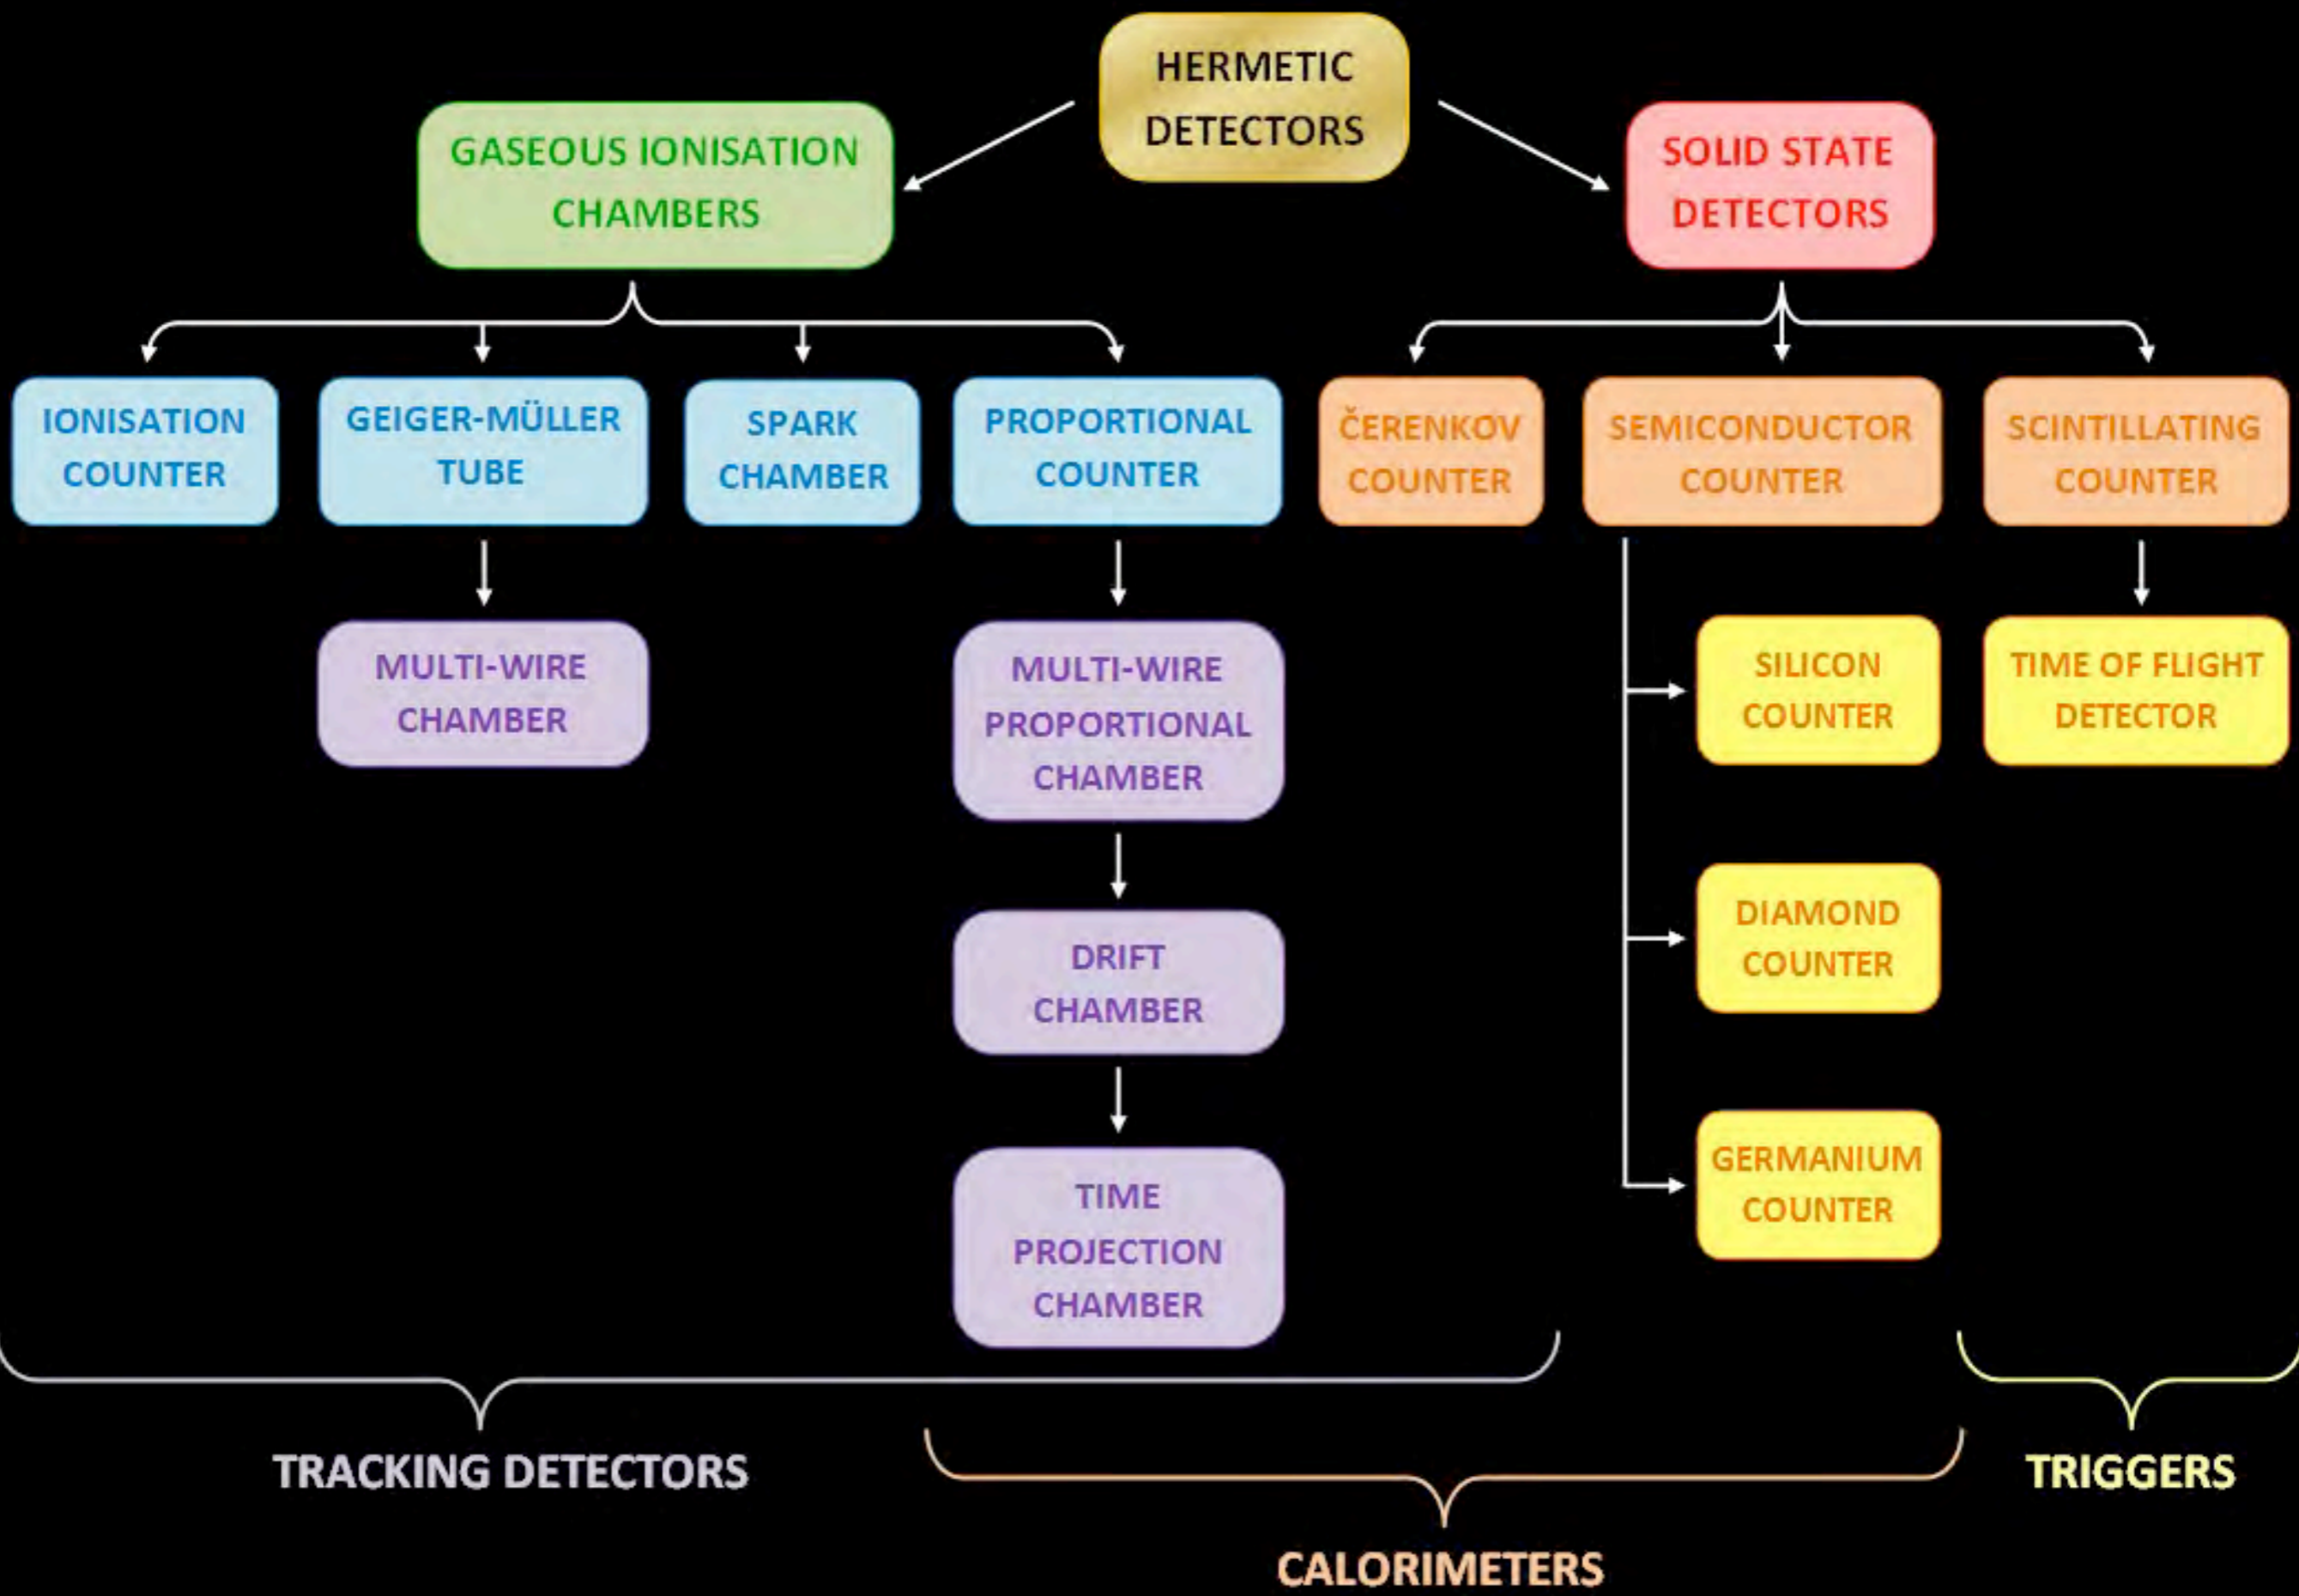 HERMETIC
DETECTORS
GASEOUS IONISATION
CHAMBERS
SOLID STATE
DETECTORS
IONISATION
COUNTER
GEIGER-MÜLLER
TUBE
SPARK
CHAMBER
PROPORTIONAL
COUNTER
ČERENKOV
COUNTER
SEMICONDUCTOR
COUNTER
SCINTILLATING
COUNTER
MULTI-WIRE
CHAMBER
MULTI-WIRE
PROPORTIONAL
CHAMBER
SILICON
COUNTER
TIME OF FLIGHT
DETECTOR
DRIFT
CHAMBER
DIAMOND
COUNTER
TIME
PROJECTION
CHAMBER
GERMANIUM
COUNTER
TRACKING DETECTORS
CALORIMETERS
TRIGGERS